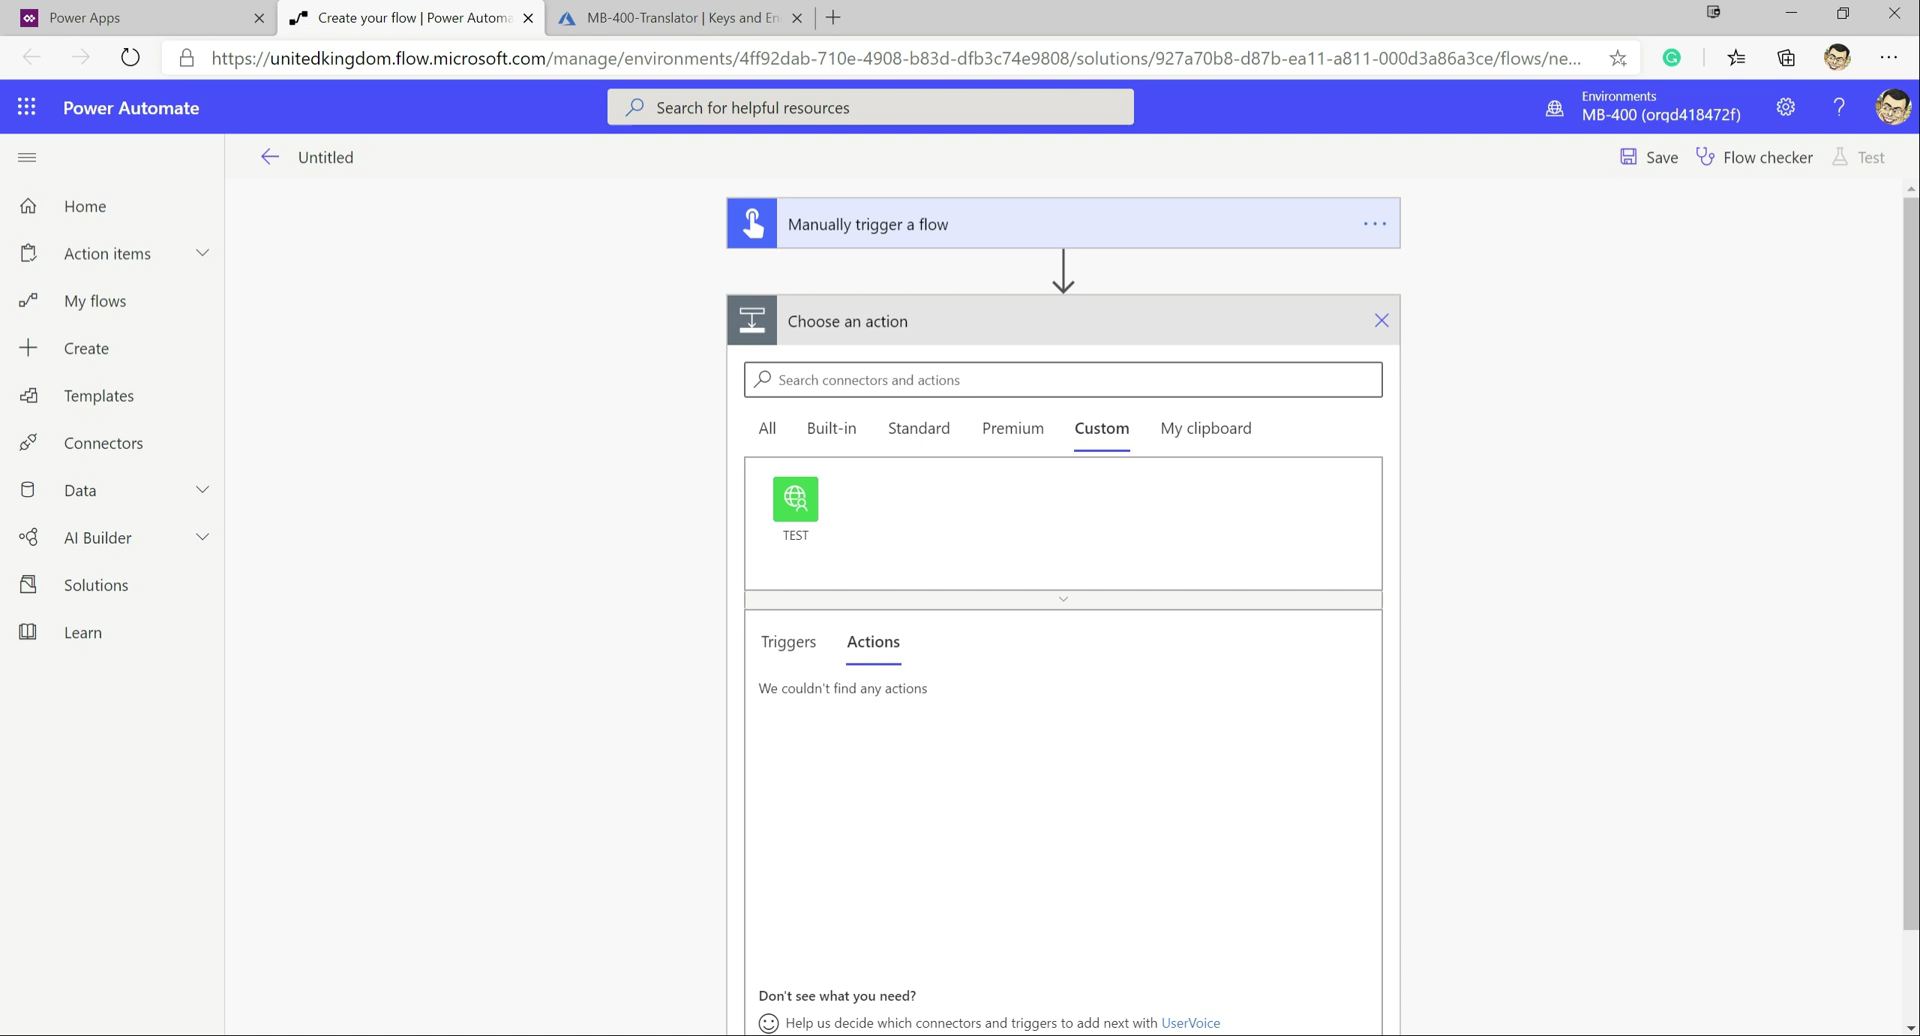 Power Apps
Create your flow | Power Automa
MB-400-Translator | Keys and En
https://unitedkingdom.flow.microsoft.com/manage/environments/4ff92dab-710e-4908-b83d-dfb3c74e9808/solutions/927a70b8-d87b-ea11-a811-000d3a86a3ce/flows/ne...
Power Automate
Search for helpful resources
Environments
MB-400 (orqd418472f)
?
Untitled
Save
Flow checker
Test
Home
Action items
My flows
Create
Templates
Connectors
Data
AI Builder
Solutions
Learn
Manually trigger a flow
Choose an action
Search connectors and actions
All Built-in Standard Premium Custom My clipboard
TEST
Triggers Actions
We couldn't find any actions
Don't see what you need?
Help us decide which connectors and triggers to add next with UserVoice